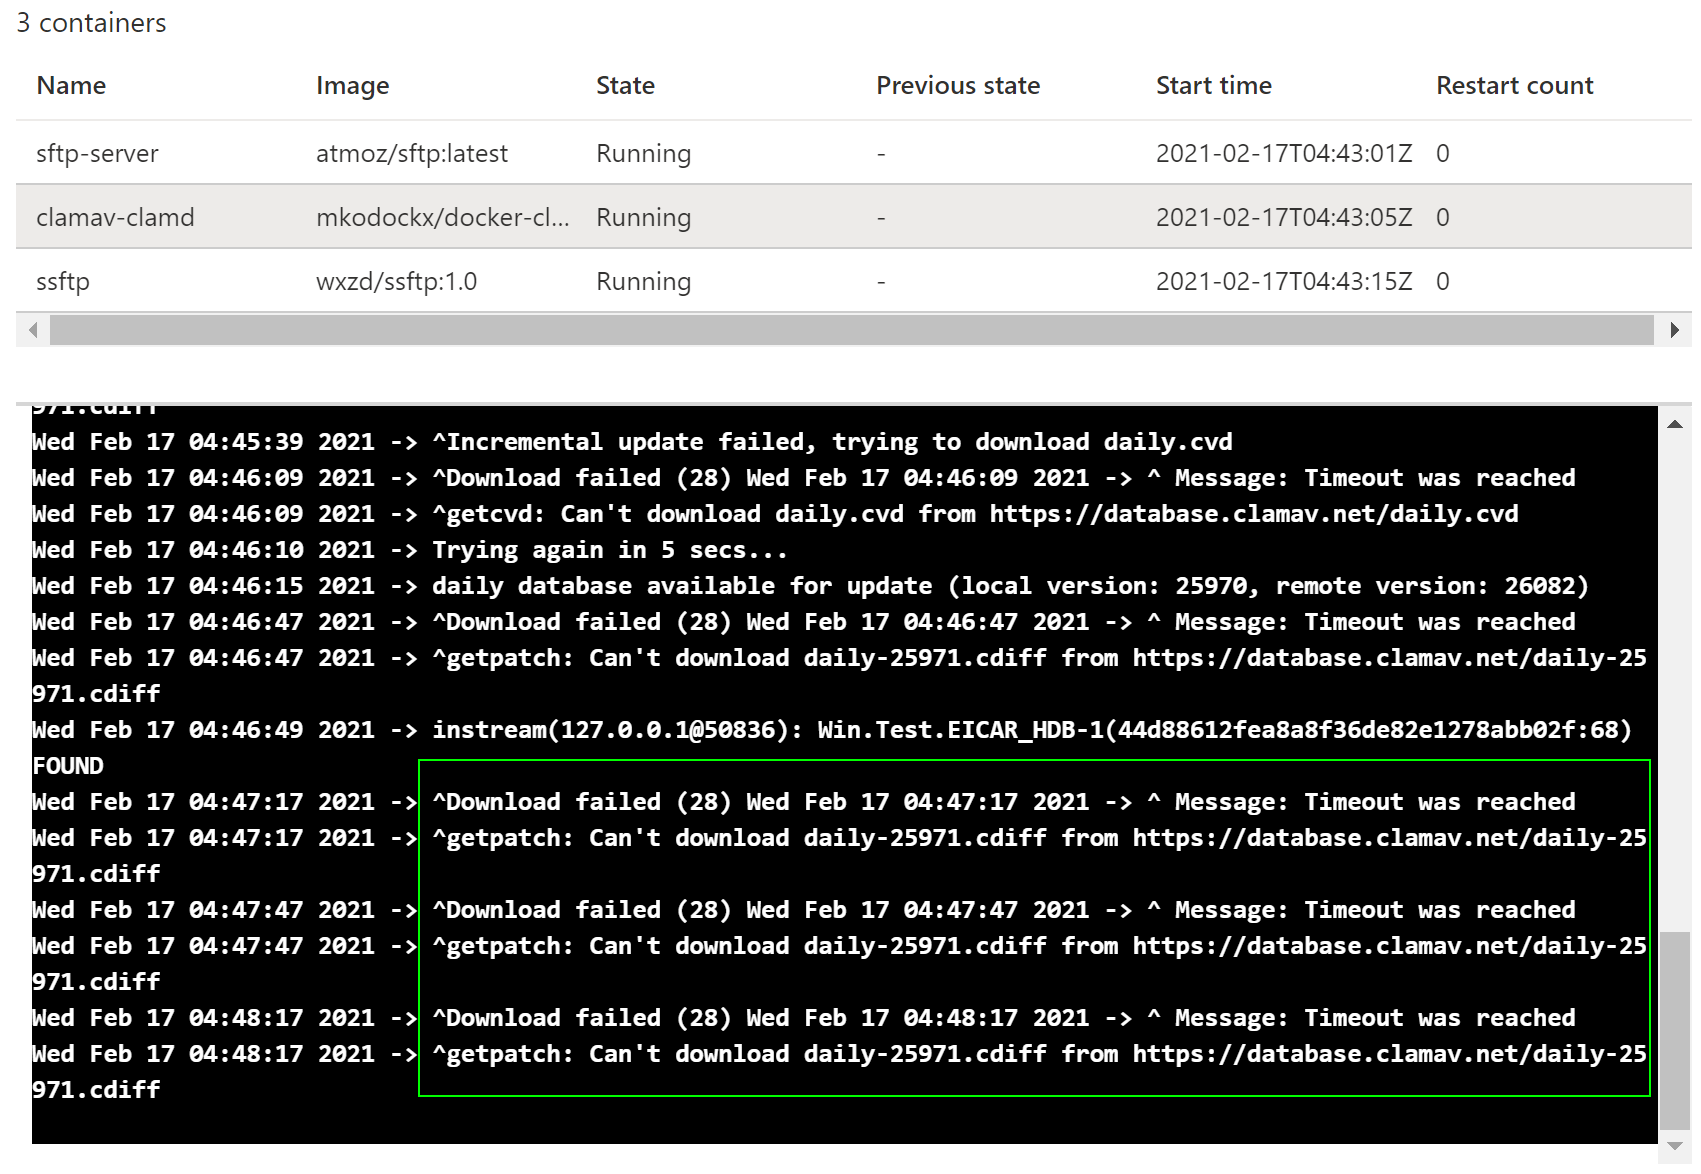 3 containers
Name Image State Previous state Start time Restart count
sftp-server atmoz/sftp:latest Running - 2021-02-17T04:43:01Z 0
clamav-clamd mkodockx/docker-cl... Running - 2021-02-17T04:43:05Z 0
ssftp wxzd/ssftp:1.0 Running - 2021-02-17T04:43:15Z 0
971.cdiff
Wed Feb 17 04:45:39 2021 -> ^Incremental update failed, trying to download daily.cvd
Wed Feb 17 04:46:09 2021 -> ^Download failed (28) Wed Feb 17 04:46:09 2021 -> ^ Message: Timeout was reached
Wed Feb 17 04:46:09 2021 -> ^getcvd: Can't download daily.cvd from https://database.clamav.net/daily.cvd
Wed Feb 17 04:46:10 2021 -> Trying again in 5 secs...
Wed Feb 17 04:46:15 2021 -> daily database available for update (local version: 25970, remote version: 26082)
Wed Feb 17 04:46:47 2021 -> ^Download failed (28) Wed Feb 17 04:46:47 2021 -> ^ Message: Timeout was reached
Wed Feb 17 04:46:47 2021 -> ^getpatch: Can't download daily-25971.cdiff from https://database.clamav.net/daily-25
971.cdiff
Wed Feb 17 04:46:49 2021 -> instream(127.0.0.1@50836): Win.Test.EICAR_HDB-1(44d88612fea8a8f36de82e1278abb02f:68)
FOUND
Wed Feb 17 04:47:17 2021 -> ^Download failed (28) Wed Feb 17 04:47:17 2021 -> ^ Message: Timeout was reached
Wed Feb 17 04:47:17 2021 -> ^getpatch: Can't download daily-25971.cdiff from https://database.clamav.net/daily-25
971.cdiff
Wed Feb 17 04:47:47 2021 -> ^Download failed (28) Wed Feb 17 04:47:47 2021 -> ^ Message: Timeout was reached
Wed Feb 17 04:47:47 2021 -> ^getpatch: Can't download daily-25971.cdiff from https://database.clamav.net/daily-25
971.cdiff
Wed Feb 17 04:48:17 2021 -> ^Download failed (28) Wed Feb 17 04:48:17 2021 -> ^ Message: Timeout was reached
Wed Feb 17 04:48:17 2021 -> ^getpatch: Can't download daily-25971.cdiff from https://database.clamav.net/daily-25
971.cdiff